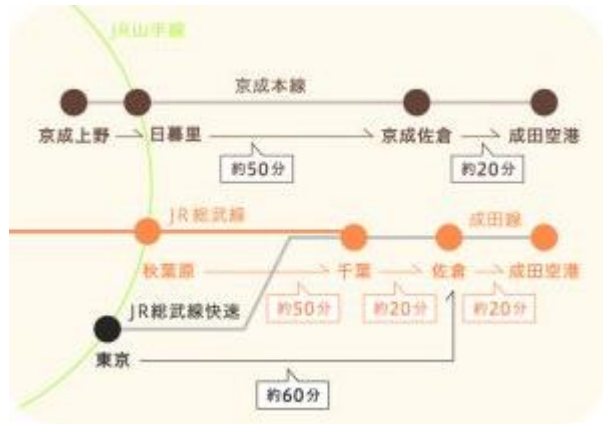 JR山手線
京成本線
京成上野 日暮里 京成佐倉 成田空港
約50分 約20分
JR総武線 成田線
秋葉原 千葉 佐倉 成田空港
約50分 約20分 約20分
JR総武線快速
東京
約60分